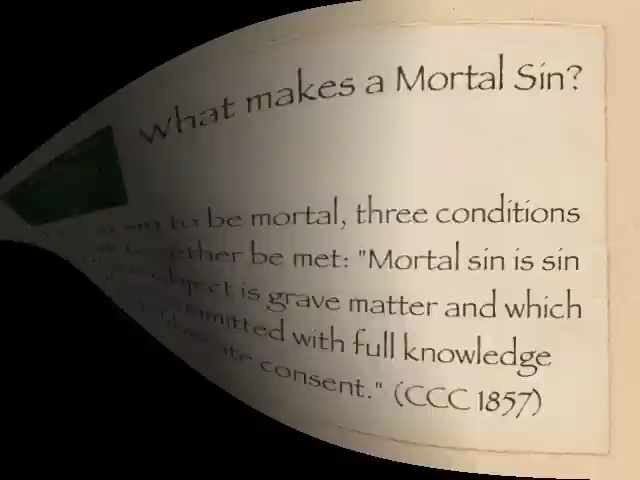 What makes a Mortal Sin?
to be mortal, three conditions
together be met: "Mortal sin is sin
object is grave matter and which
committed with full knowledge
consent." (CCC 1857)